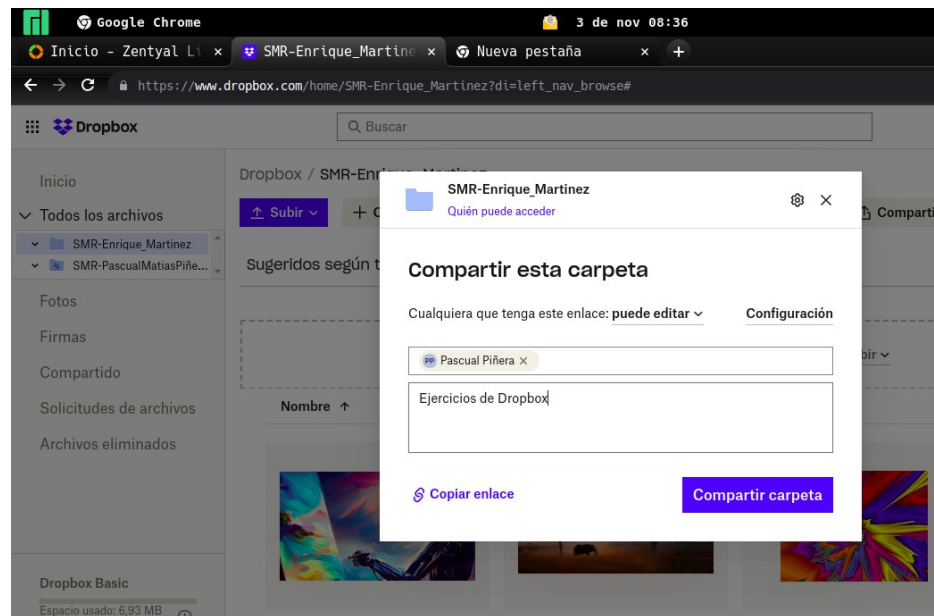 Google Chrome
3 de nov 08:36
Inicio - Zentyal Li
SMR-Enrique_Martine
Nueva pestaña
https://www.dropbox.com/home/SMR-Enrique_Martinez?di=left_nav_browse#
Dropbox
Buscar
Inicio
Todos los archivos
SMR-Enrique_Martinez
SMR-PascualMatiasPiñe...
Fotos
Firmas
Compartido
Solicitudes de archivos
Archivos eliminados
Dropbox Basic
Espacio usado: 6,93 MB
Dropbox / SMR-Enrique_Martinez
Subir
Comparti
Sugeridos según t
bir
Nombre
SMR-Enrique_Martinez
Quién puede acceder
Compartir esta carpeta
Cualquiera que tenga este enlace: puede editar Configuración
PP Pascual Piñera
Ejercicios de Dropbox
Copiar enlace
Compartir carpeta